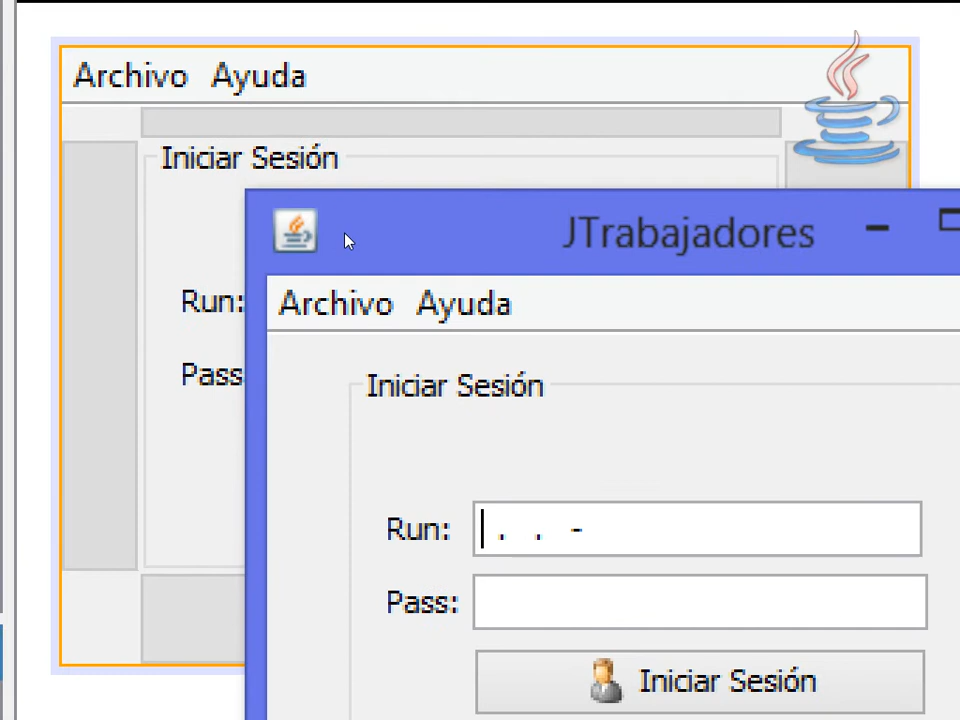 Archivo Ayuda
Iniciar Sesión
Run:
Pass
JTrabajadores
Archivo Ayuda
Iniciar Sesión
Run: . . -
Pass:
Iniciar Sesión